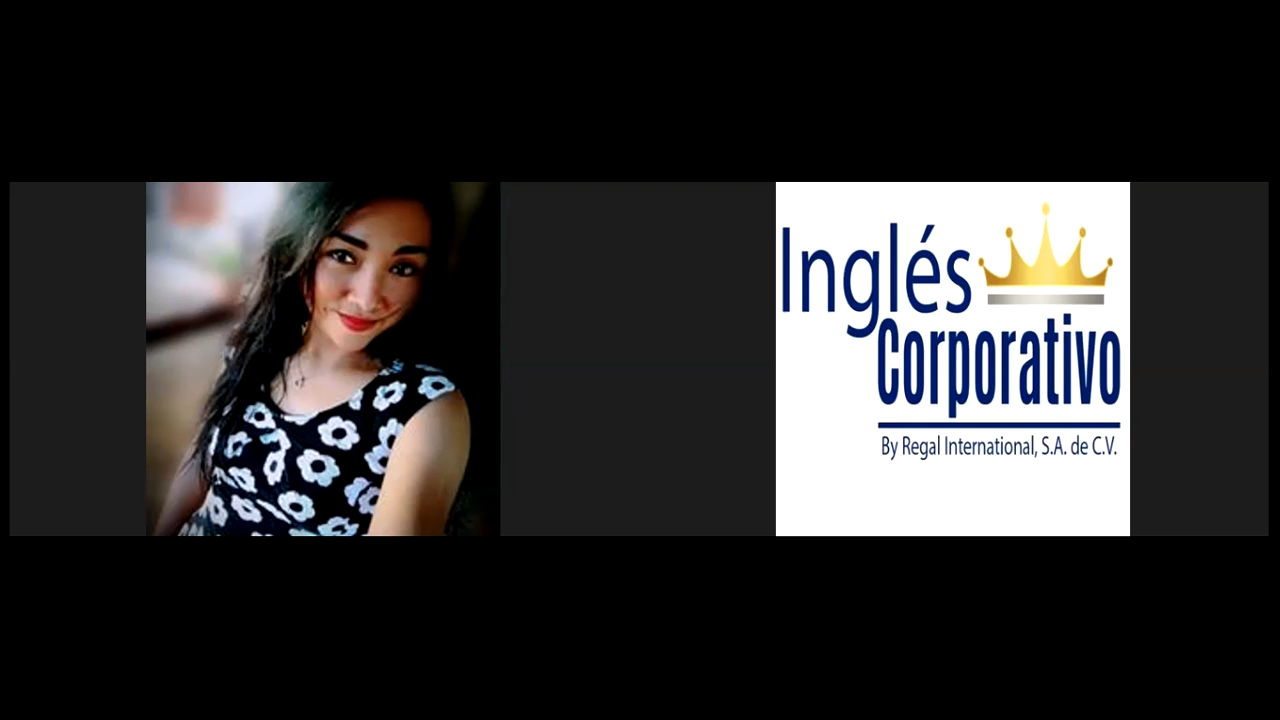 Inglés
Corporativo
By Regal International, S.A. de C.V.